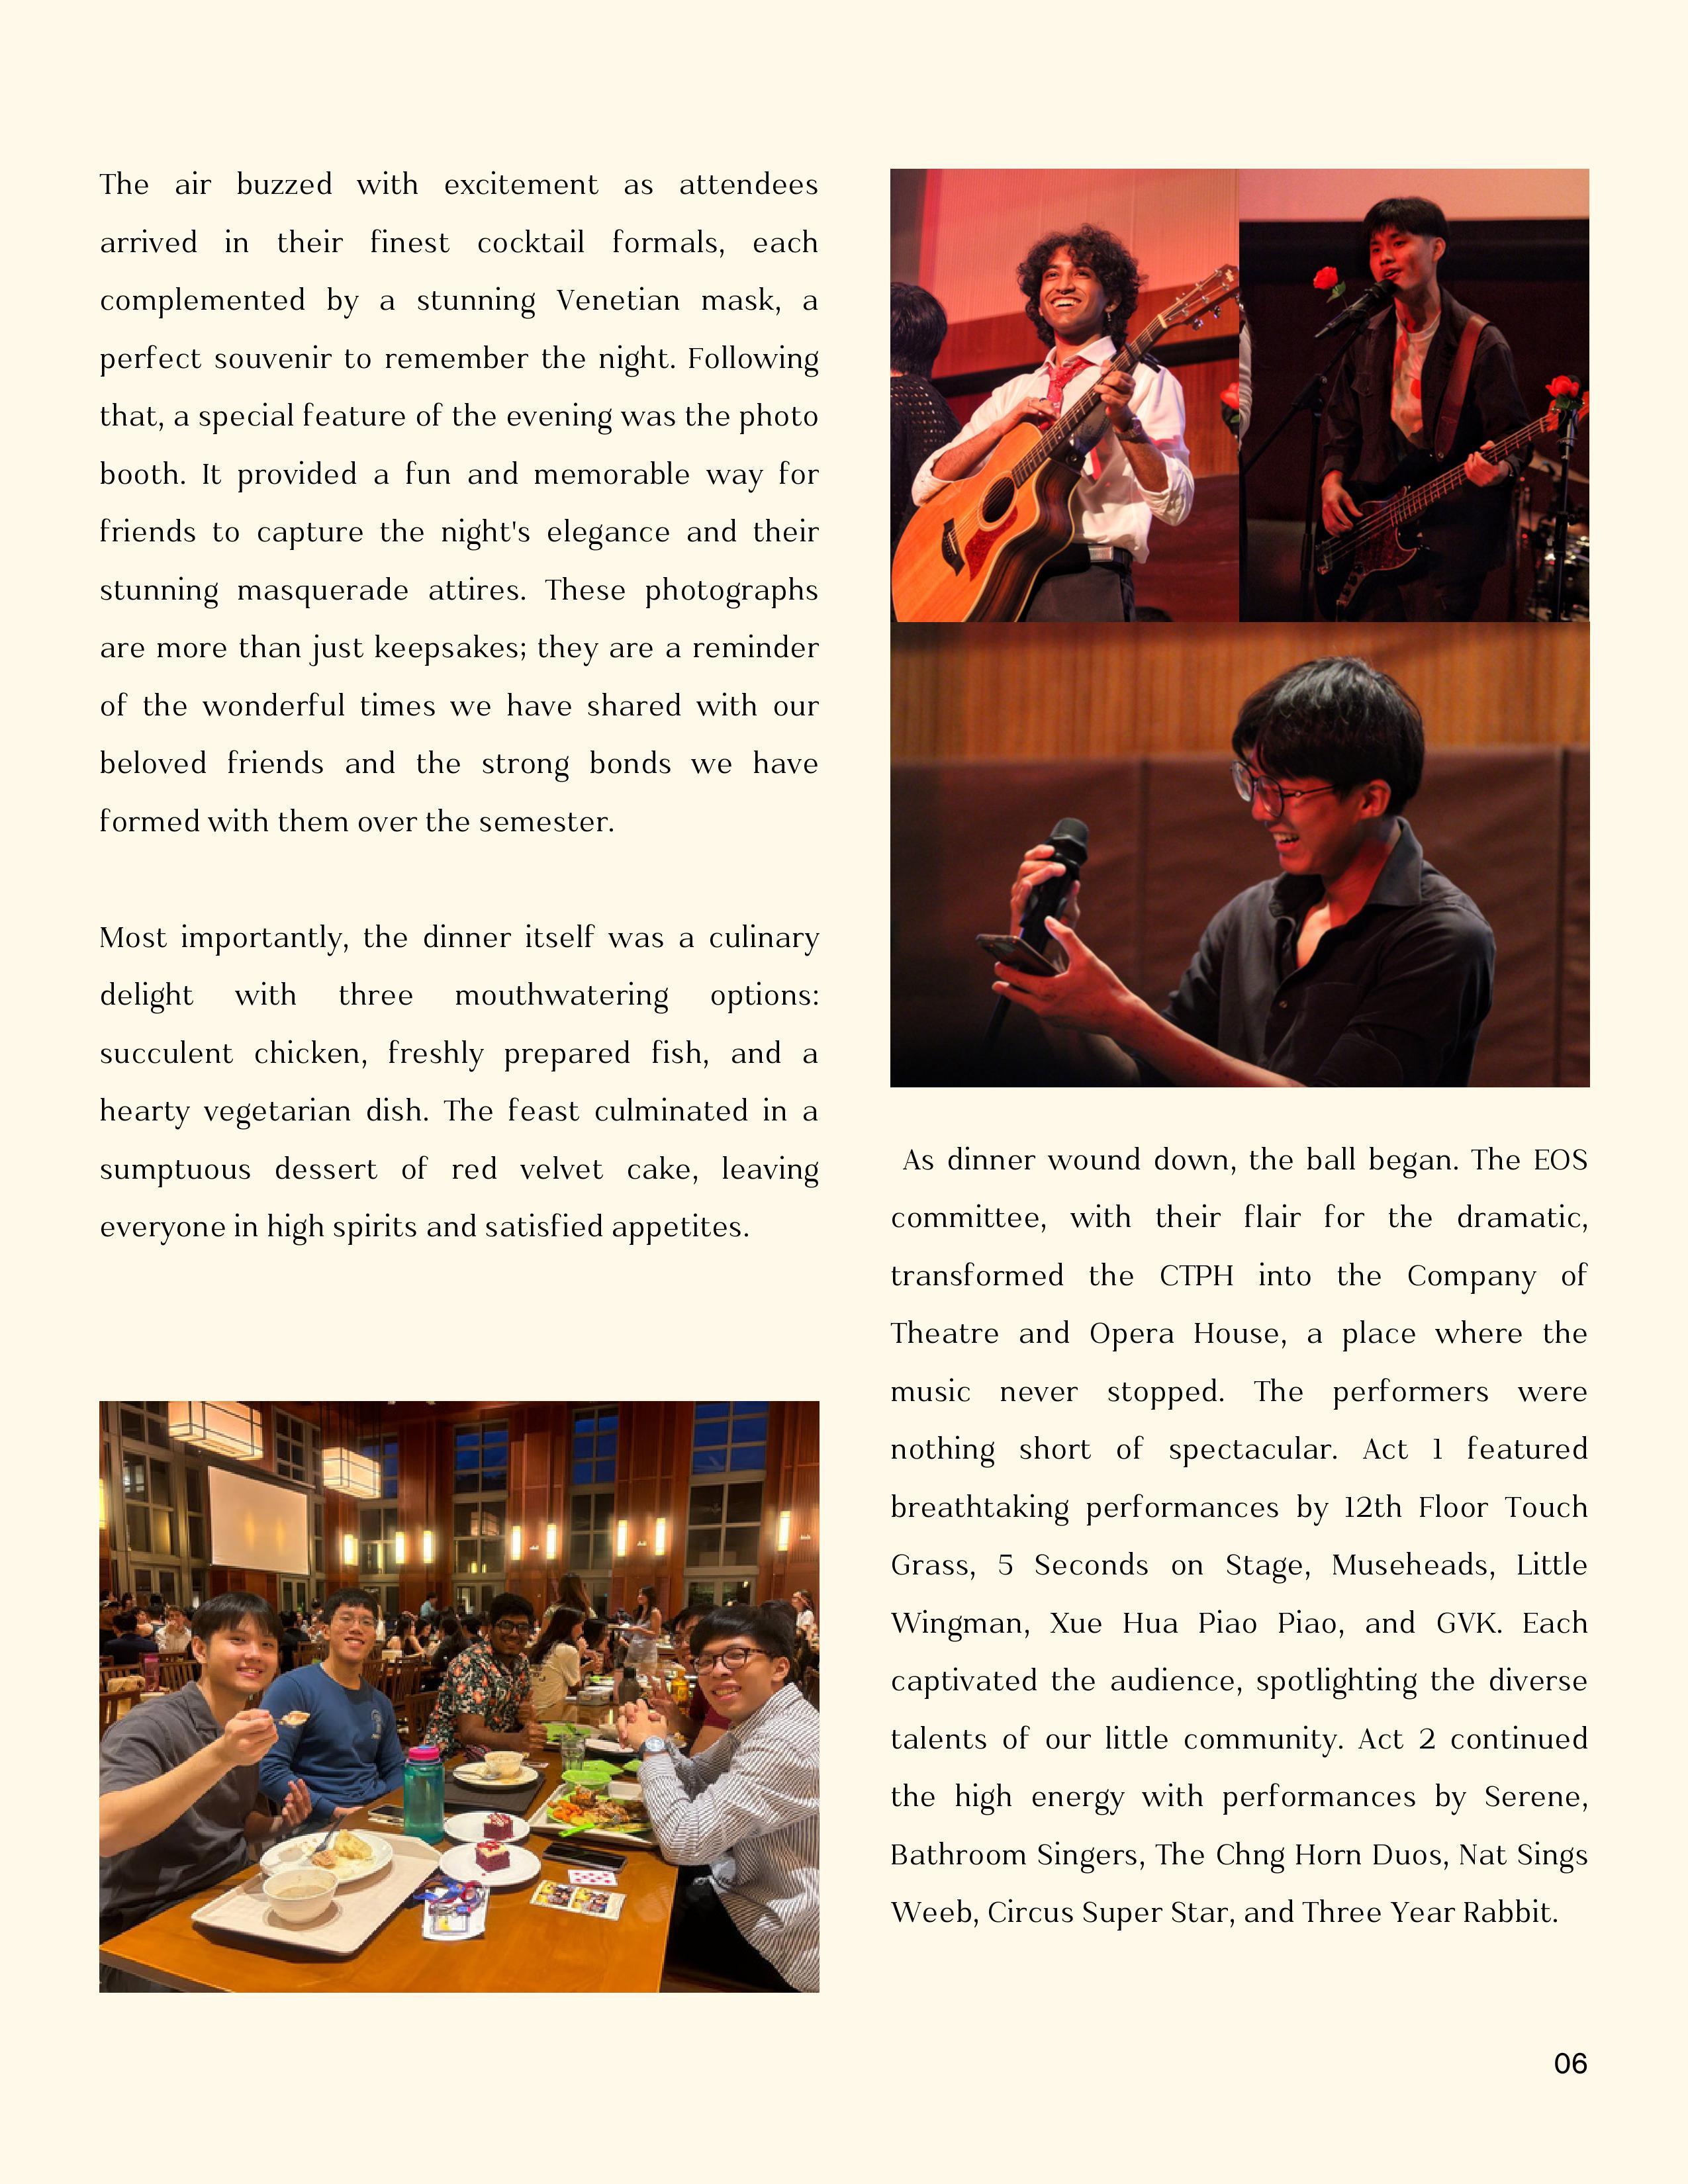 The air buzzed with excitement as attendees
arrived in their finest cocktail formals, each
complemented by a stunning Venetian mask, a
perfect souvenir to remember the night. Following
that, a special feature of the evening was the photo
booth. It provided a fun and memorable way for
friends to capture the night's elegance and their
stunning masquerade attires. These photographs
are more than just keepsakes; they are a reminder
of the wonderful times we have shared with our
beloved friends and the strong bonds we have
formed with them over the semester.
Most importantly, the dinner itself was a culinary
delight with three mouthwatering options:
succulent chicken, freshly prepared fish, and a
hearty vegetarian dish. The feast culminated in a
sumptuous dessert of red velvet cake, leaving
everyone in high spirits and satisfied appetites.
As dinner wound down, the ball began. The EOS
committee, with their flair for the dramatic,
transformed the CTPH into the Company of
Theatre and Opera House, a place where the
music never stopped. The performers were
nothing short of spectacular. Act 1 featured
breathtaking performances by 12th Floor Touch
Grass, 5 Seconds on Stage, Museheads, Little
Wingman, Xue Hua Piao Piao, and GVK. Each
captivated the audience, spotlighting the diverse
talents of our little community. Act 2 continued
the high energy with performances by Serene,
Bathroom Singers, The Chng Horn Duos, Nat Sings
Weeb, Circus Super Star, and Three Year Rabbit.
06